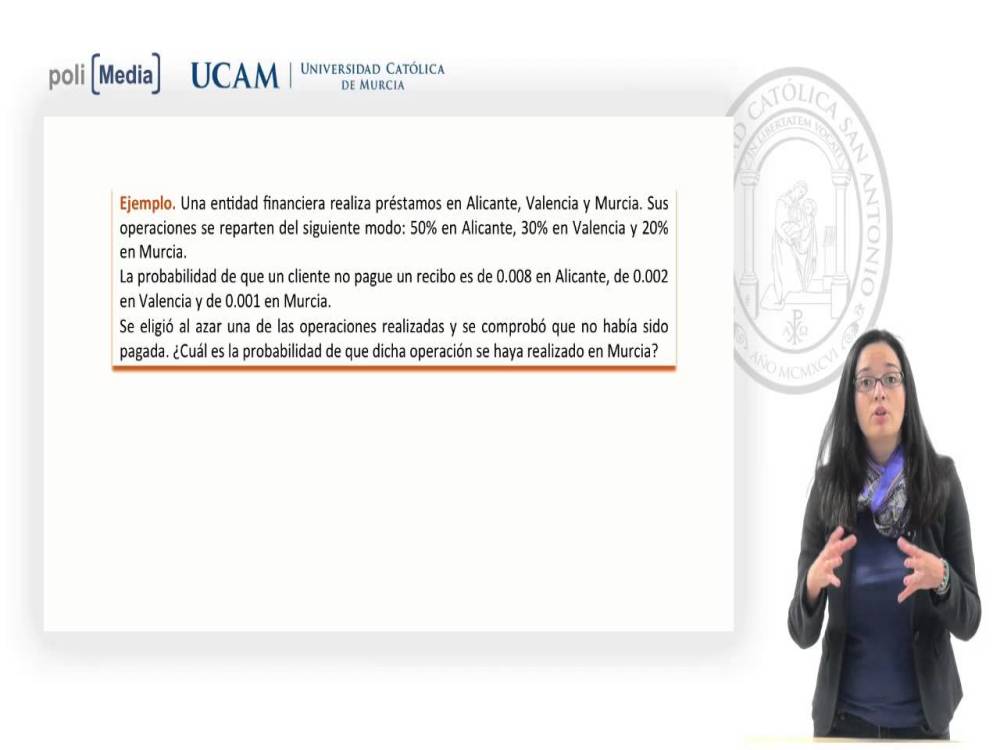 poli [Media]
UCAM | UNIVERSIDAD CATÓLICA
DE MURCIA
Ejemplo. Una entidad financiera realiza préstamos en Alicante, Valencia y Murcia. Sus
operaciones se reparten del siguiente modo: 50% en Alicante, 30% en Valencia y 20%
en Murcia.
La probabilidad de que un cliente no pague un recibo es de 0.008 en Alicante, de 0.002
en Valencia y de 0.001 en Murcia.
Se eligió al azar una de las operaciones realizadas y se comprobó que no había sido
pagada. ¿Cuál es la probabilidad de que dicha operación se haya realizado en Murcia?
CATÓLICA SAN ANTONIO
AÑO MCMXCVI